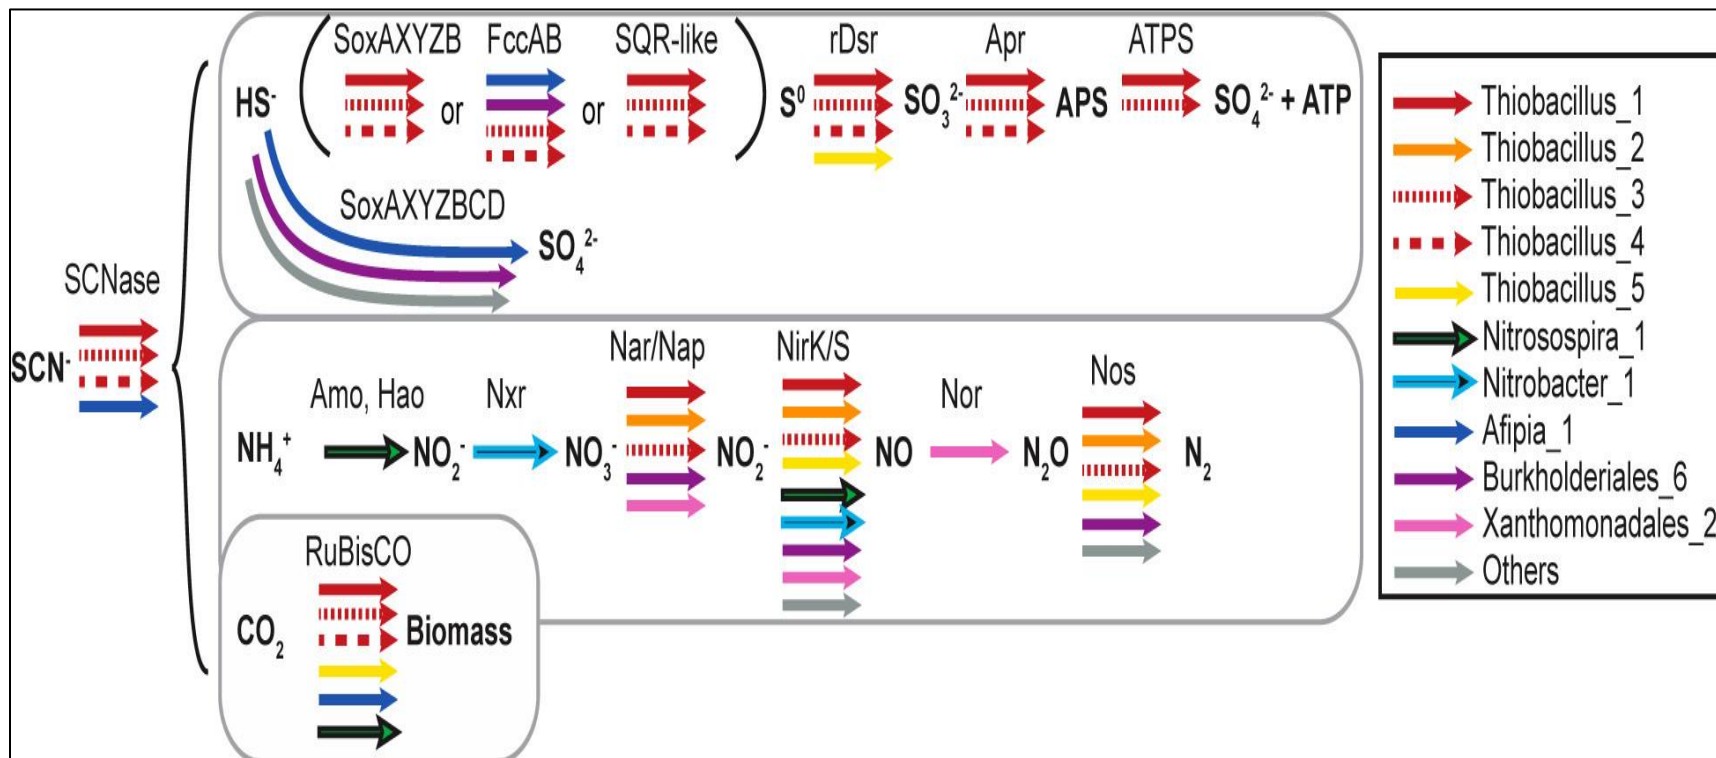 SoxAXYZB FccAB SQR-like rDsr Apr ATPS
HS⁻ or or S⁰ SO₃²⁻ APS SO₄²⁻ + ATP
SoxAXYZBCD
SO₄²⁻
SCNase
SCN⁻
Nar/Nap NirK/S
Amo, Hao Nxr Nor Nos
NH₄⁺ NO₂⁻ NO₃⁻ NO₂⁻ NO N₂O N₂
RuBisCO
CO₂ Biomass
Thiobacillus_1
Thiobacillus_2
Thiobacillus_3
Thiobacillus_4
Thiobacillus_5
Nitrosospira_1
Nitrobacter_1
Afipia_1
Burkholderiales_6
Xanthomonadales_2
Others